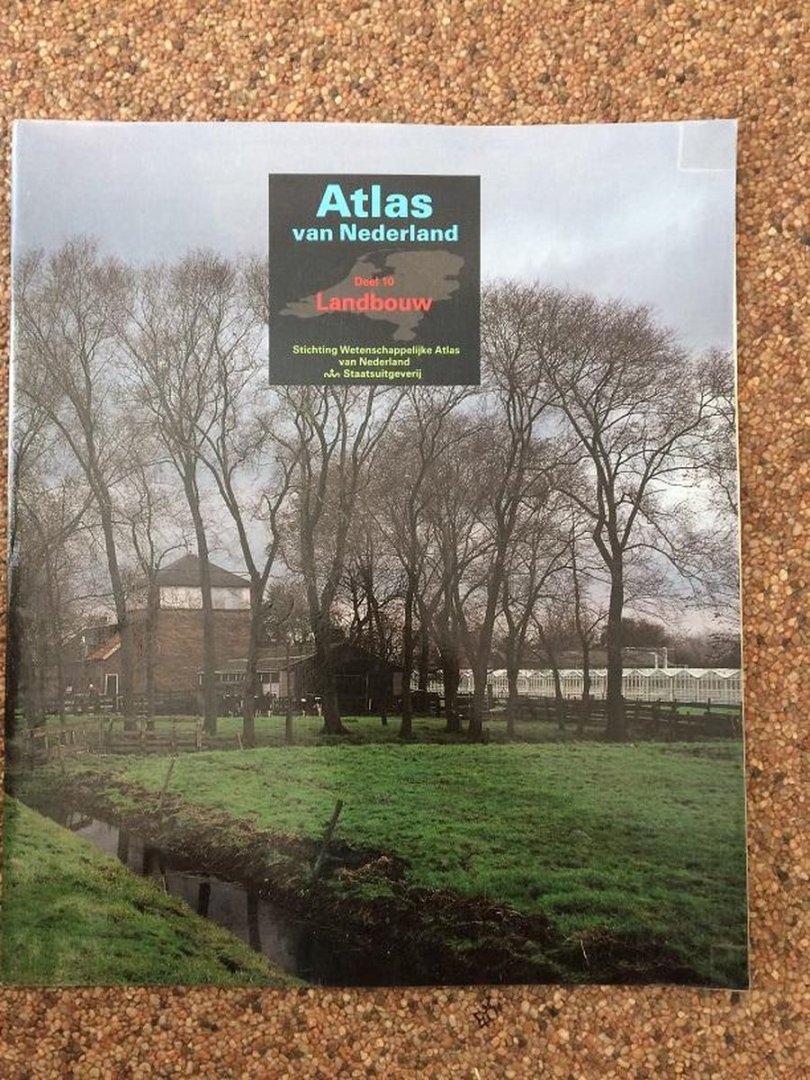 Atlas
van Nederland
Deel 10
Landbouw
Stichting Wetenschappelijke Atlas
van Nederland
Staatsuitgeverij